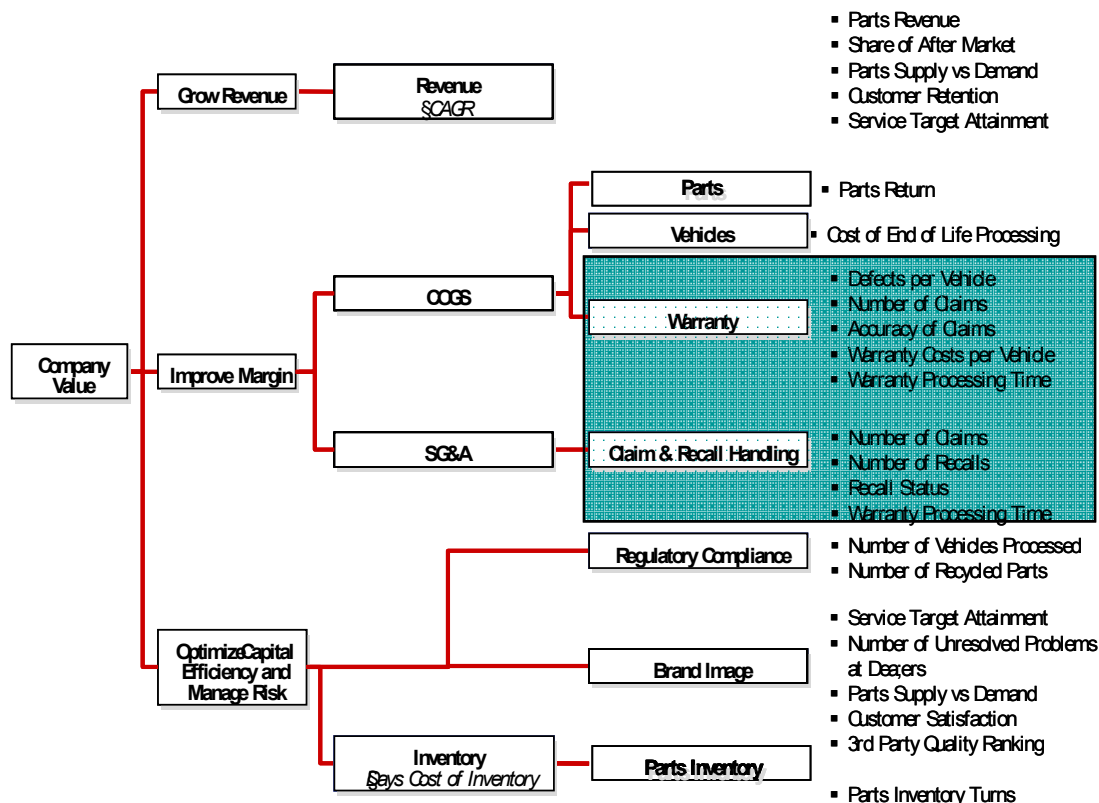 ▪ Parts Revenue
▪ Share of After Market
▪ Parts Supply vs Demand
▪ Customer Retention
▪ Service Target Attainment
Grow Revenue
Revenue
§CAGR
Parts
▪ Parts Return
Vehicles
▪ Cost of End of Life Processing
COGS
Warranty
▪ Defects per Vehicle
▪ Number of Claims
▪ Accuracy of Claims
▪ Warranty Costs per Vehicle
▪ Warranty Processing Time
Company
Value
Improve Margin
SG&A
Claim & Recall Handling
▪ Number of Claims
▪ Number of Recalls
▪ Recall Status
▪ Warranty Processing Time
Regulatory Compliance
▪ Number of Vehicles Processed
▪ Number of Recycled Parts
Optimize Capital
Efficiency and
Manage Risk
Brand Image
▪ Service Target Attainment
▪ Number of Unresolved Problems
at Dea;ers
▪ Parts Supply vs Demand
▪ Customer Satisfaction
▪ 3rd Party Quality Ranking
Inventory
§Days Cost of Inventory
Parts Inventory
▪ Parts Inventory Turns